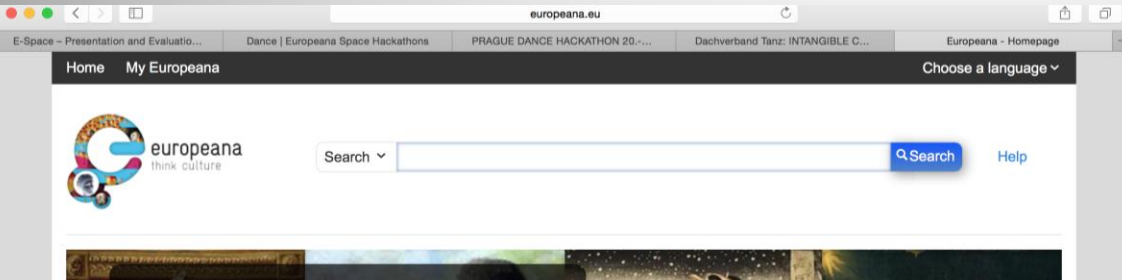 europeana.eu
E-Space – Presentation and Evaluatio...
Dance | Europeana Space Hackathons
PRAGUE DANCE HACKATHON 20.-...
Dachverband Tanz: INTANGIBLE C...
Europeana - Homepage
Home My Europeana Choose a language
europeana
think culture
Search Search Help